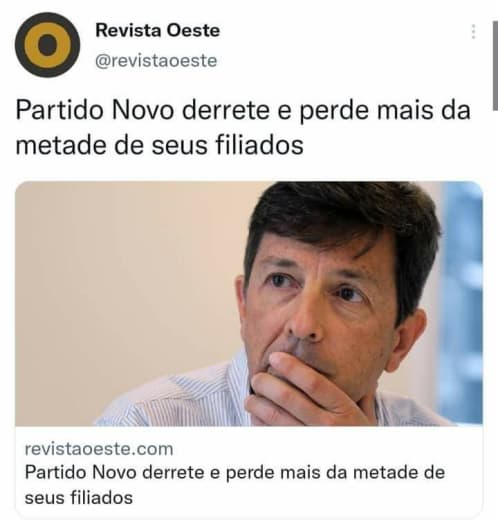 Revista Oeste
@revistaoeste
Partido Novo derrete e perde mais da
metade de seus filiados
revistaoeste.com
Partido Novo derrete e perde mais da metade de
seus filiados